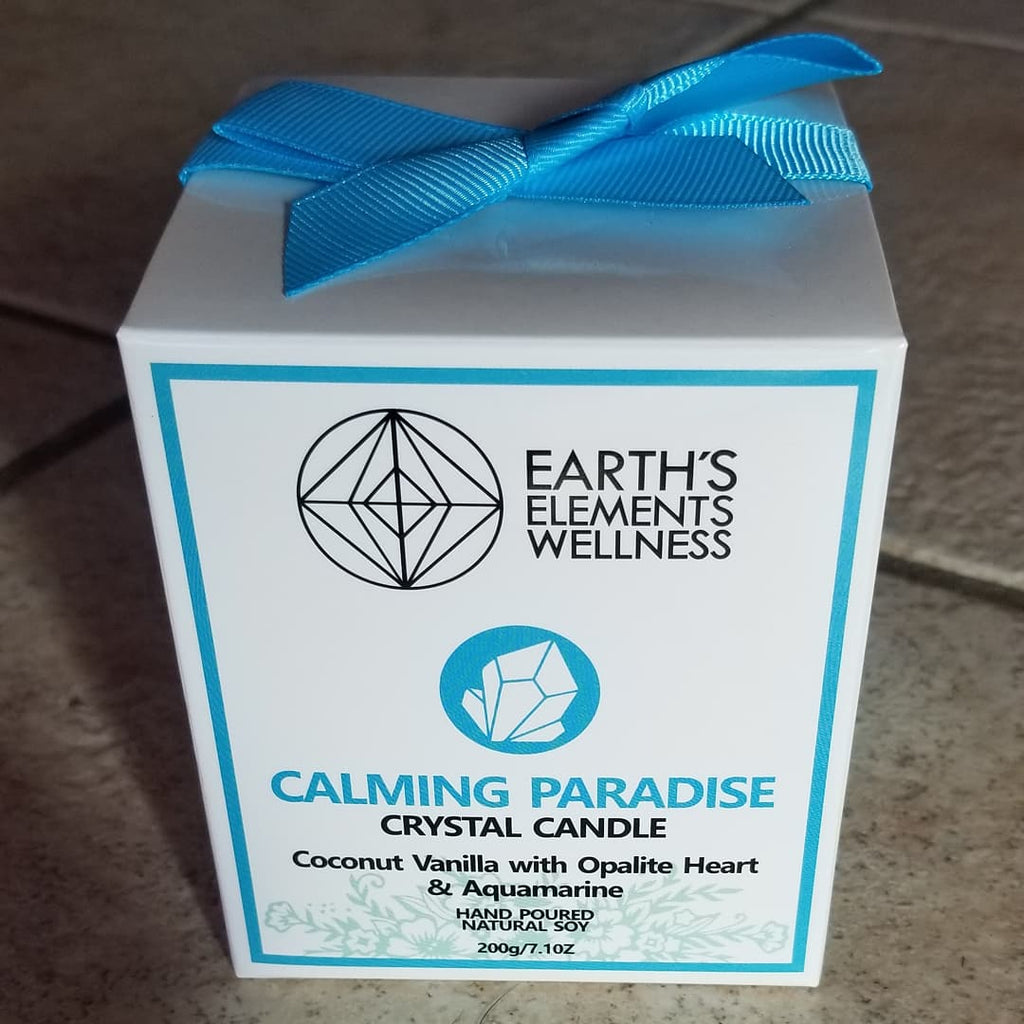 EARTH'S
ELEMENTS
WELLNESS
CALMING PARADISE
CRYSTAL CANDLE
Coconut Vanilla with Opalite Heart
& Aquamarine
HAND POURED
NATURAL SOY
200g/7.1OZ